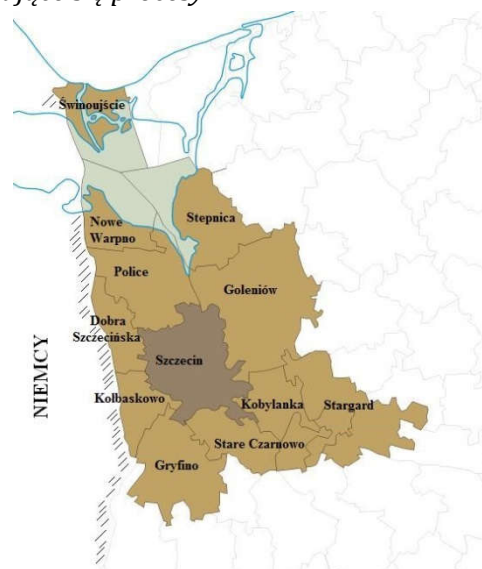 Świnoujście
Stepnica
Nowe
Warpno
Police
Goleniów
Dobra
Szczecińska
Szczecin
NIEMCY
Kołbaskowo
Kobylanka
Stargard
Stare Czarnowo
Gryfino